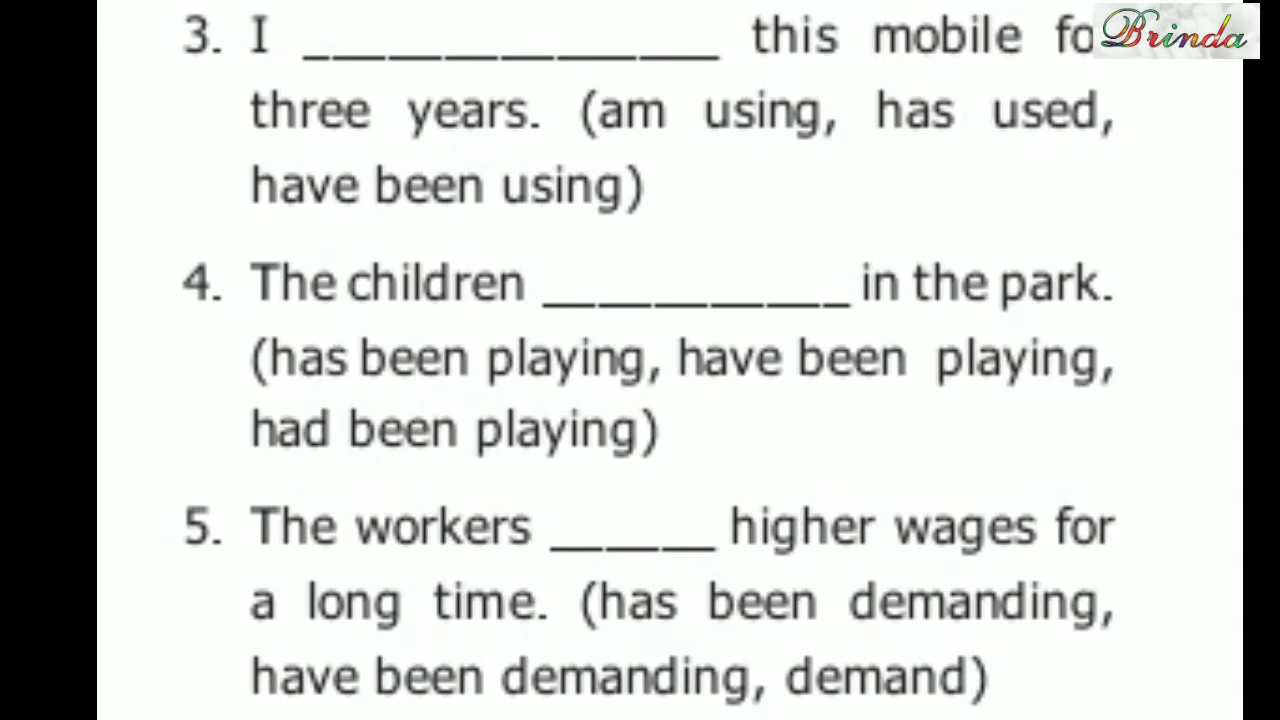 3. I _______________ this mobile fo
Brinda
three years. (am using, has used,
have been using)
4. The children ___________ in the park.
(has been playing, have been playing,
had been playing)
5. The workers ______ higher wages for
a long time. (has been demanding,
have been demanding, demand)